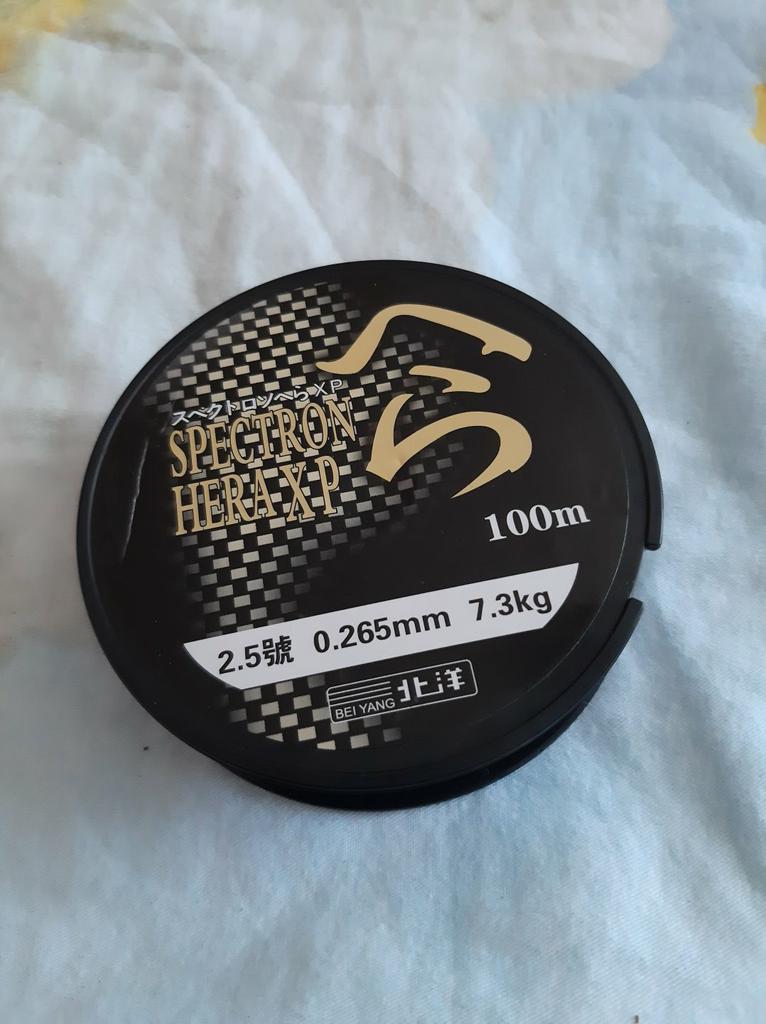 へら
スペクトロソへらXP
SPECTRON
HERA XP
100m
2.5號 0.265mm 7.3kg
BEI YANG 北洋